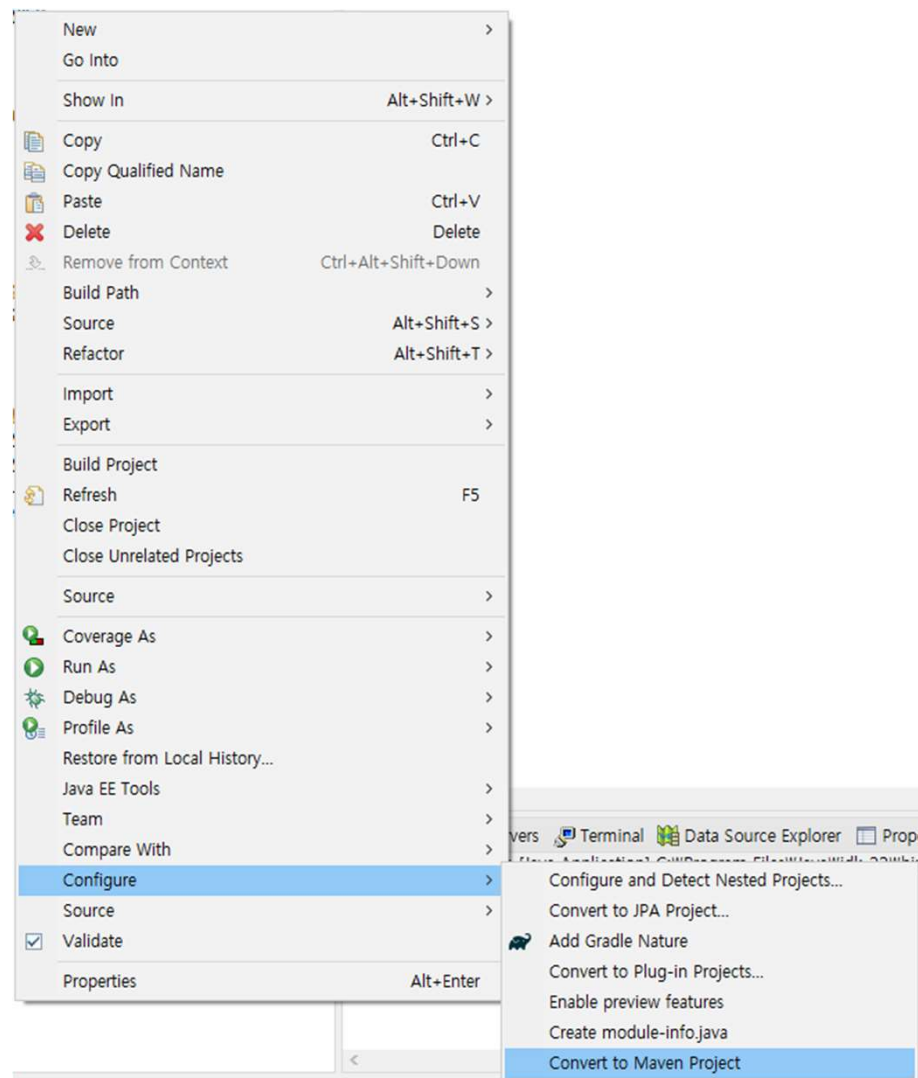 New >
Go Into
Show In Alt+Shift+W >
Copy Ctrl+C
Copy Qualified Name
Paste Ctrl+V
Delete Delete
Remove from Context Ctrl+Alt+Shift+Down
Build Path >
Source Alt+Shift+S >
Refactor Alt+Shift+T >
Import >
Export >
Build Project
Refresh F5
Close Project
Close Unrelated Projects
Source >
Coverage As >
Run As >
Debug As >
Profile As >
Restore from Local History...
Java EE Tools >
Team >
vers Terminal Data Source Explorer Prop
Compare With >
Configure >
Configure and Detect Nested Projects...
Source >
Convert to JPA Project...
Validate
Add Gradle Nature
Convert to Plug-in Projects...
Properties Alt+Enter
Enable preview features
Create module-info.java
Convert to Maven Project